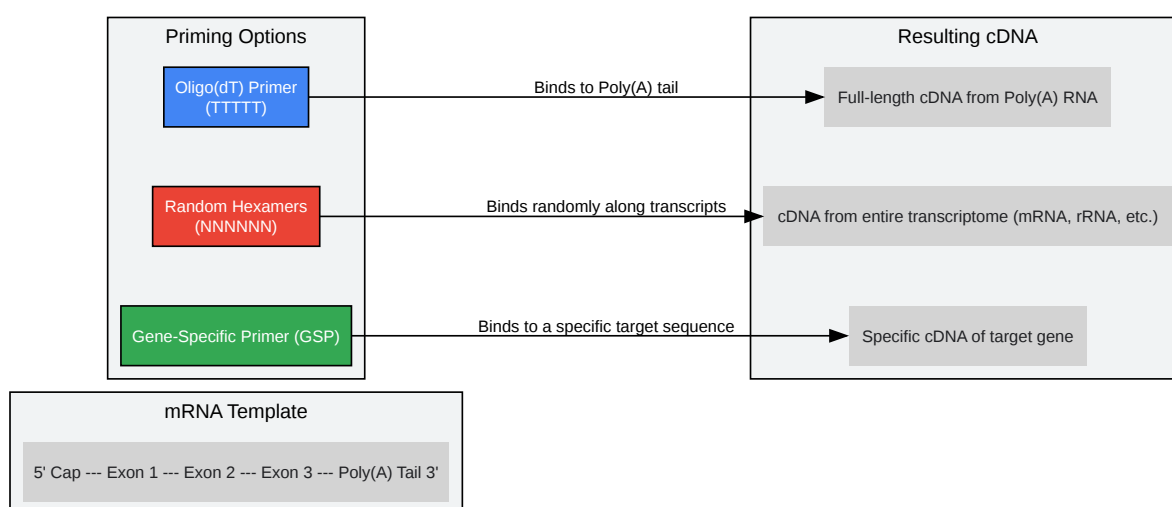 Priming Options
Oligo(dT) Primer
(TTTTT)
Binds to Poly(A) tail
Random Hexamers
(NNNNNN)
Binds randomly along transcripts
Gene-Specific Primer (GSP)
Binds to a specific target sequence
Resulting cDNA
Full-length cDNA from Poly(A) RNA
cDNA from entire transcriptome (mRNA, rRNA, etc.)
Specific cDNA of target gene
mRNA Template
5' Cap --- Exon 1 --- Exon 2 --- Exon 3 --- Poly(A) Tail 3'